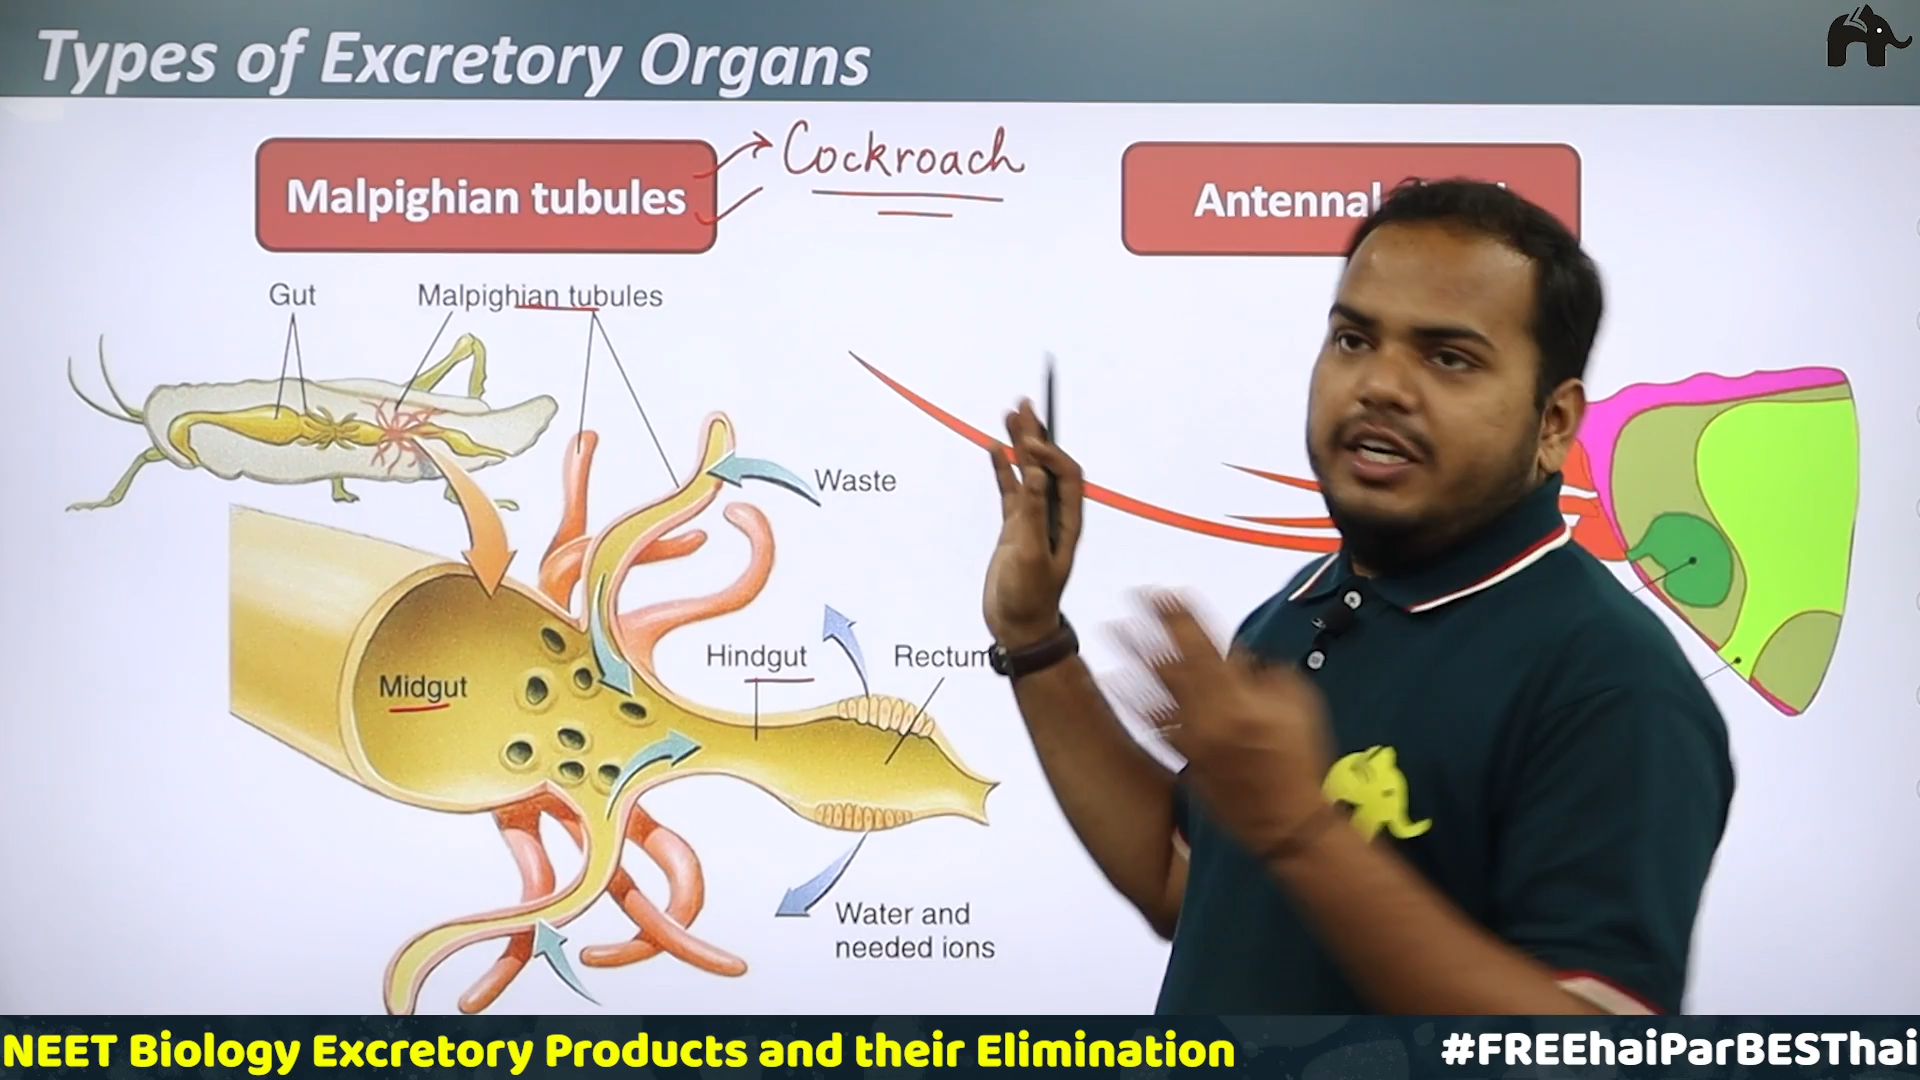 Types of Excretory Organs
Malpighian tubules
Cockroach
Antennal
Gut
Malpighian tubules
Waste
Hindgut
Rectum
Midgut
Water and
needed ions
NEET Biology Excretory Products and their Elimination
#FREEhaiParBESThai